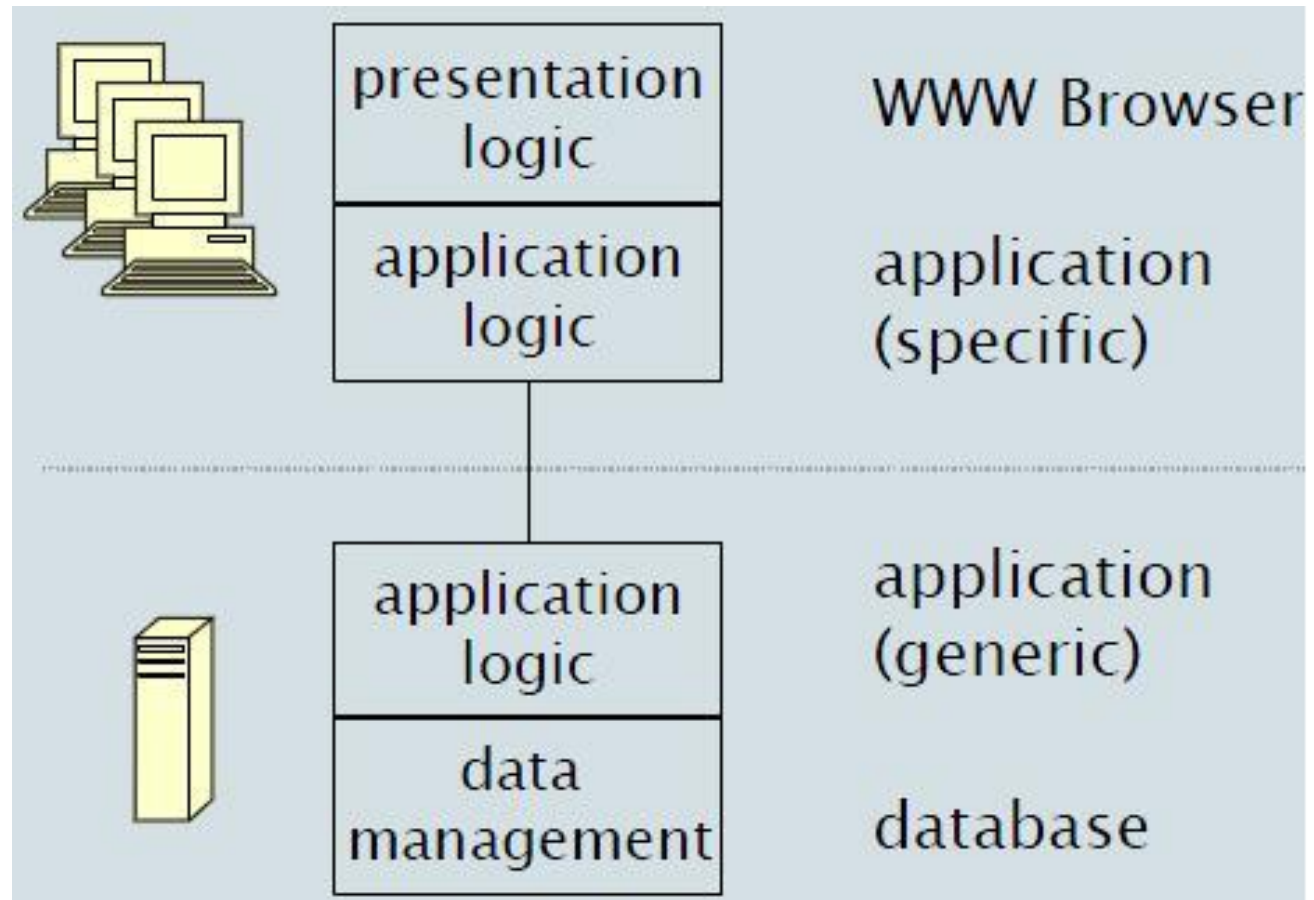 presentation
logic
WWW Browser
application
logic
application
(specific)
application
logic
application
(generic)
data
management
database